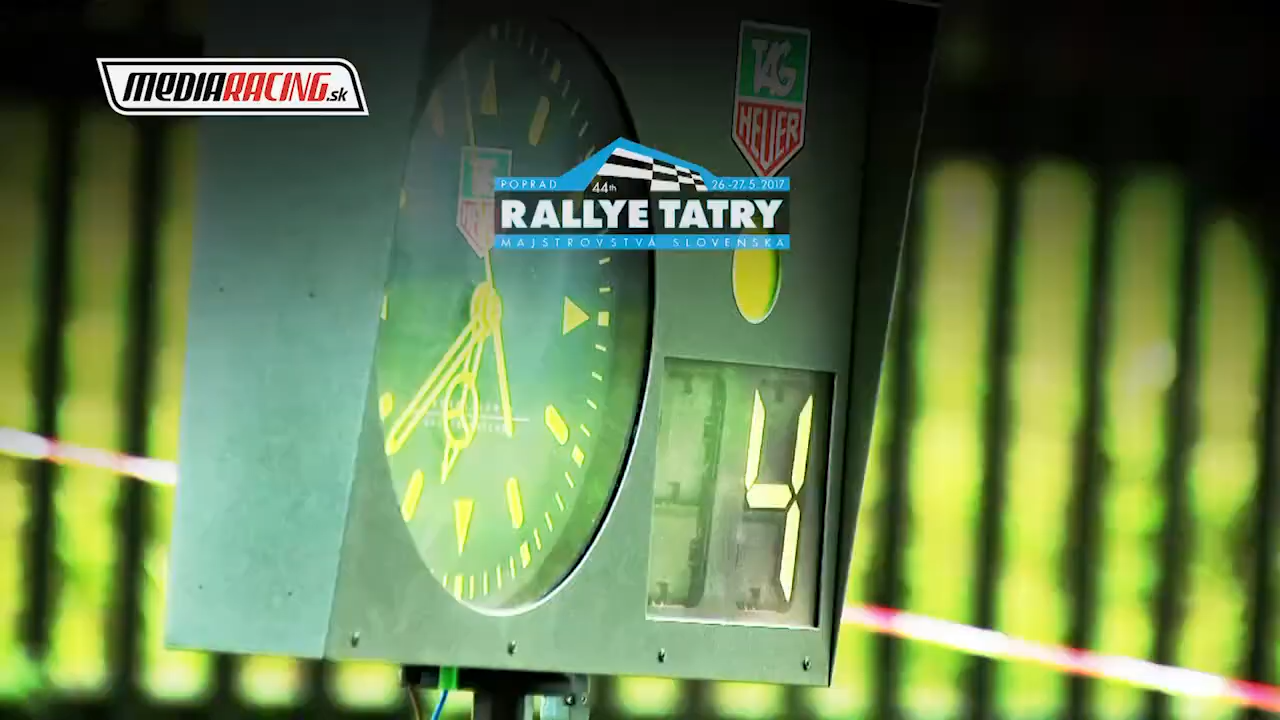 MEDIARACING.sk
TAG
HEUER
POPRAD 44th 26.-27.5.2017
RALLYE TATRY
MAJSTROVSTVÁ SLOVENSKA
4